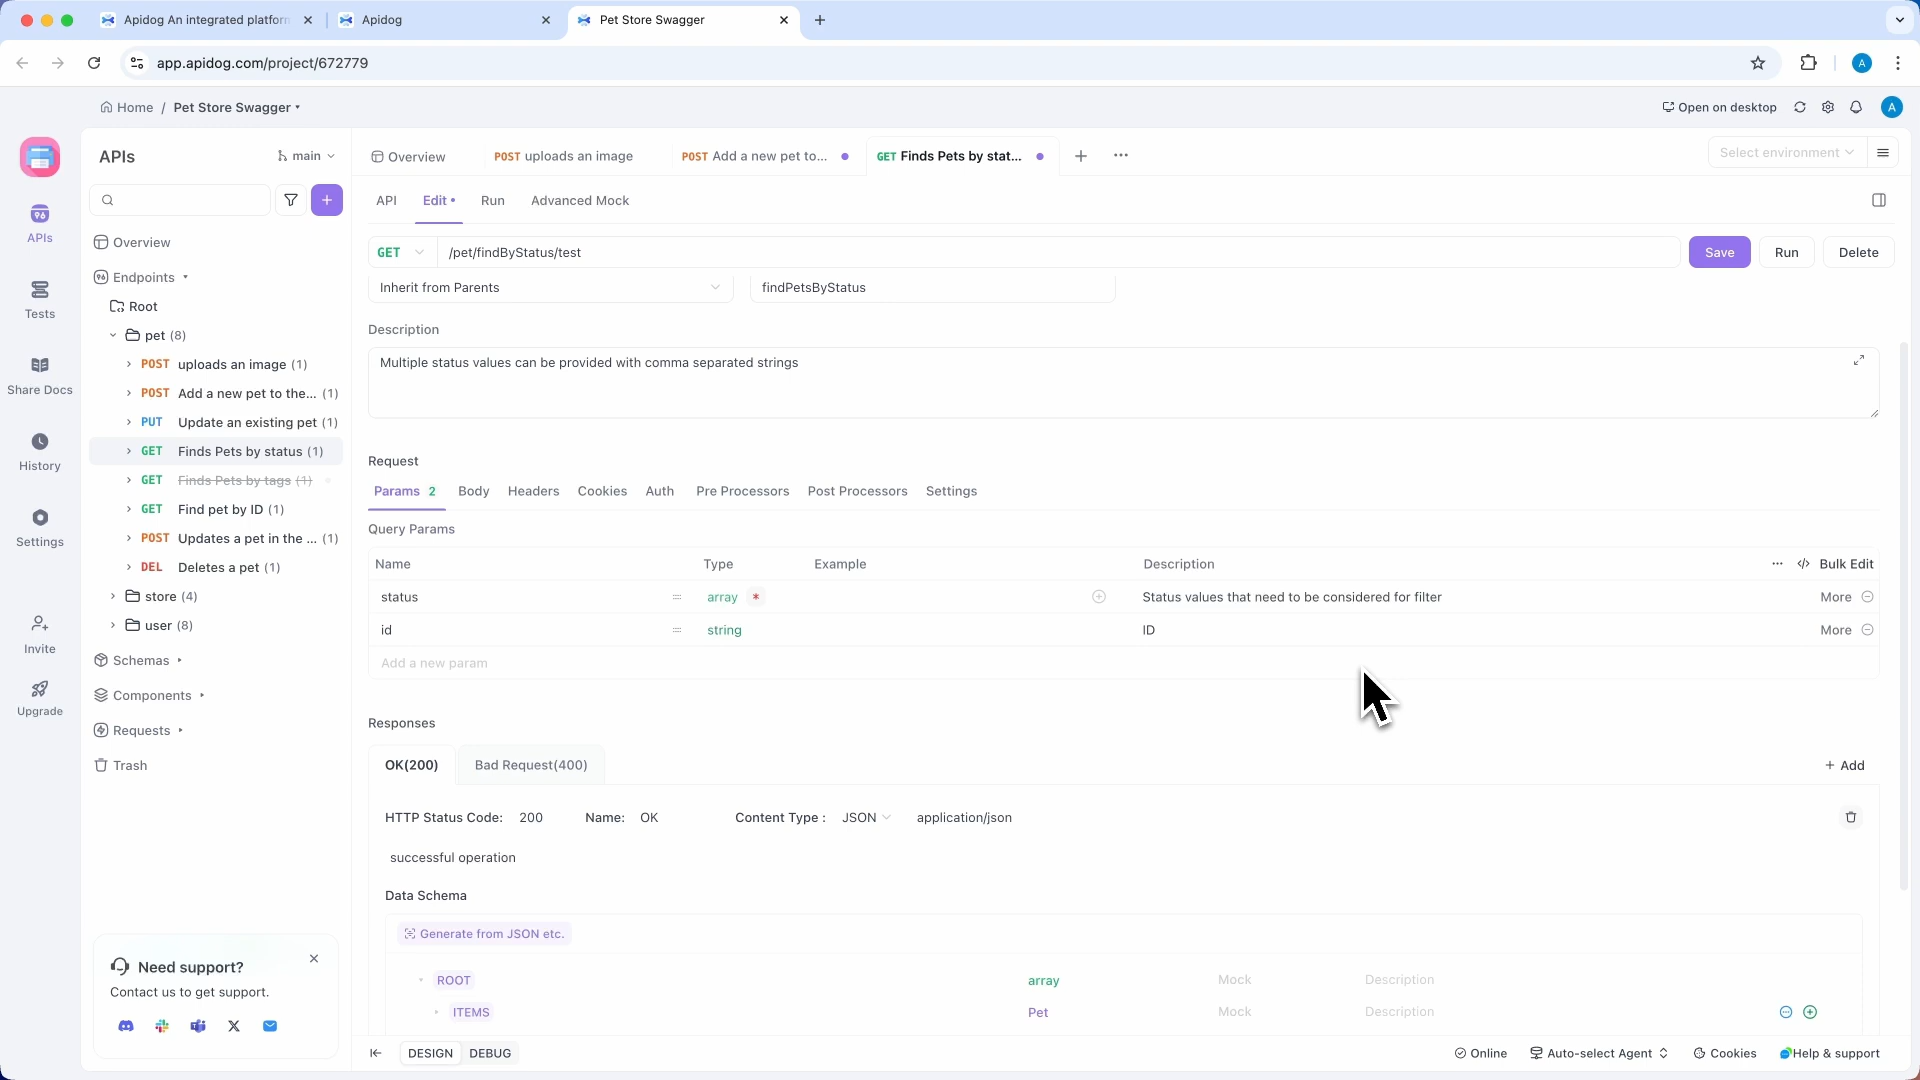 Apidog An integrated platform
Apidog
Pet Store Swagger
app.apidog.com/project/672779
A
Home / Pet Store Swagger
Open on desktop
A
APIs
main
Overview
POST uploads an image
POST Add a new pet to...
GET Finds Pets by stat...
Select environment
APIs
Tests
Share Docs
History
Settings
Invite
Upgrade
Overview
Endpoints
Root
pet (8)
POST uploads an image (1)
POST Add a new pet to the... (1)
PUT Update an existing pet (1)
GET Finds Pets by status (1)
GET Finds Pets by tags (1)
GET Find pet by ID (1)
POST Updates a pet in the ... (1)
DEL Deletes a pet (1)
store (4)
user (8)
Schemas
Components
Requests
Trash
Need support?
Contact us to get support.
API Edit Run Advanced Mock
GET /pet/findByStatus/test
Save Run Delete
Inherit from Parents
findPetsByStatus
Description
Multiple status values can be provided with comma separated strings
Request
Params 2 Body Headers Cookies Auth Pre Processors Post Processors Settings
Query Params
Name Type Example Description Bulk Edit
status array * Status values that need to be considered for filter More
id string ID More
Add a new param
Responses
OK(200) Bad Request(400) + Add
HTTP Status Code: 200 Name: OK Content Type : JSON application/json
successful operation
Data Schema
Generate from JSON etc.
ROOT array Mock Description
ITEMS Pet Mock Description
DESIGN DEBUG
Online Auto-select Agent Cookies Help & support